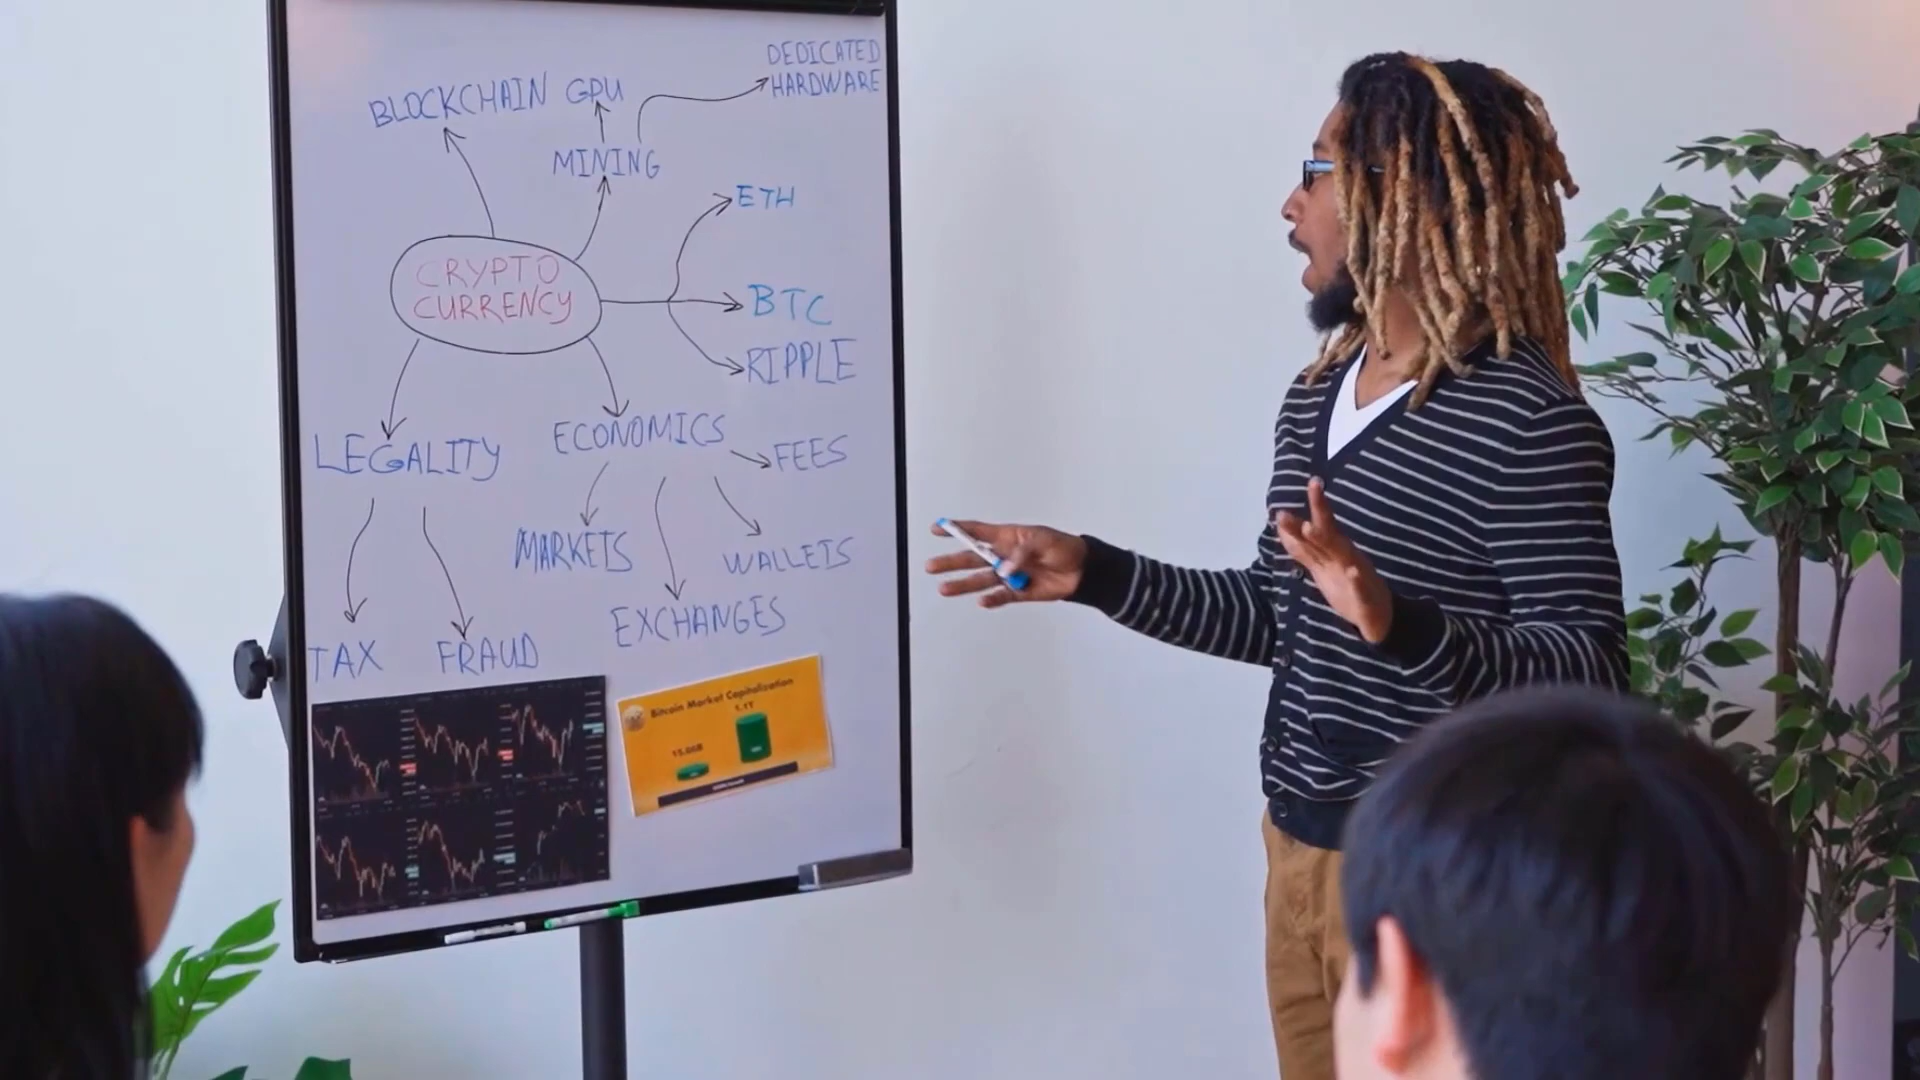 DEDICATED
HARDWARE
BLOCKCHAIN GPU
MINING
ETH
CRYPTO
CURRENCY
BTC
RIPPLE
LEGALITY
ECONOMICS
FEES
MARKETS
WALLETS
EXCHANGES
TAX
FRAUD
Bitcoin Market Capitalization
1.1T
15.06B